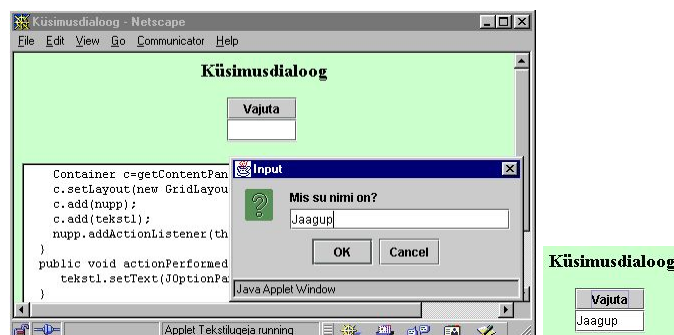 Küsimusdialoog - Netscape
File Edit View Go Communicator Help
Küsimusdialoog
Vajuta
Container c=getContentPan
c.setLayout(new GridLayou
c.add(nupp);
c.add(tekst1);
nupp.addActionListener(th
}
public void actionPerformed
tekst1.setText(JOptionPa
}
Input
Mis su nimi on?
Jaagup
OK Cancel
Java Applet Window
Applet Tekstilugeja running
Küsimusdialoog
Vajuta
Jaagup